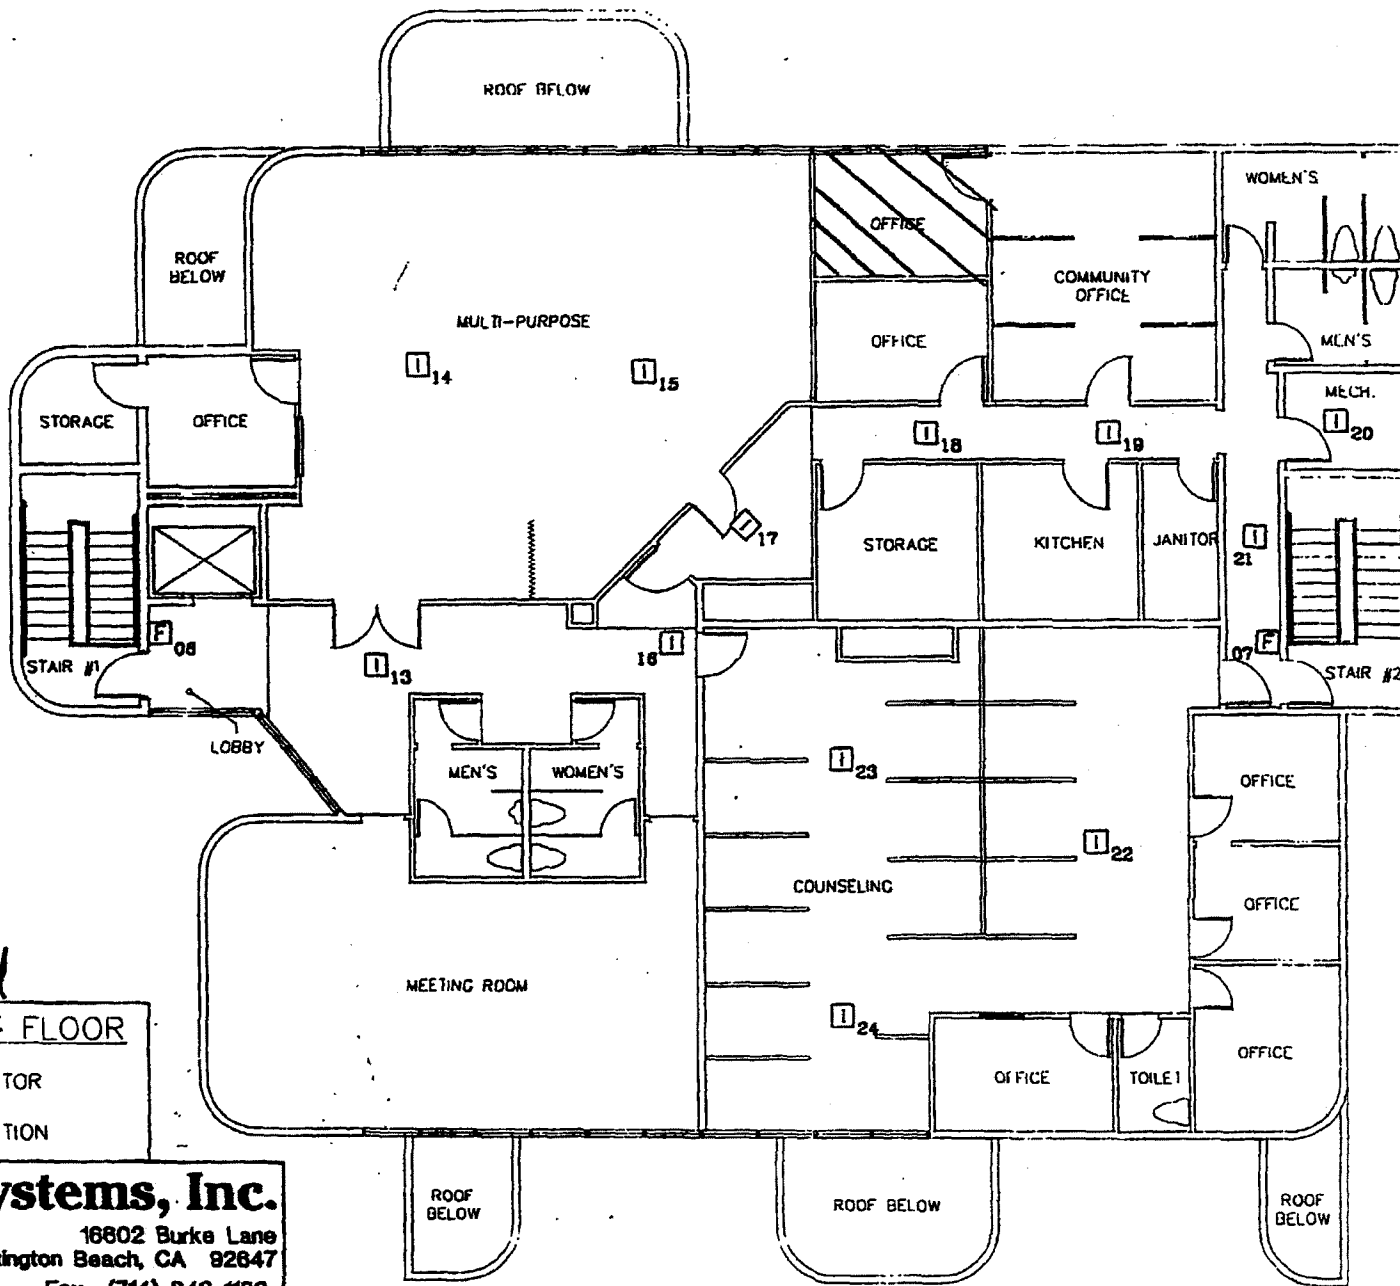 ROOF BELOW
WOMEN'S
OFFICE
ROOF
BELOW
COMMUNITY
OFFICE
MULTI-PURPOSE
OFFICE
MEN'S
I 14
I 15
MECH.
STORAGE
OFFICE
I 18
I 19
I 20
I 17
STORAGE
KITCHEN
JANITOR
I
21
F 06
I
16
07 F
STAIR #1
I 13
STAIR #2
LOBBY
MEN'S
WOMEN'S
I 23
OFFICE
I 22
COUNSELING
OFFICE
MEETING ROOM
I 24
FLOOR
OFFICE
TOR
OFFICE
TOILET
TION
ystems, Inc.
ROOF
BELOW
ROOF BELOW
ROOF
BELOW
16802 Burke Lane
tington Beach, CA 92647